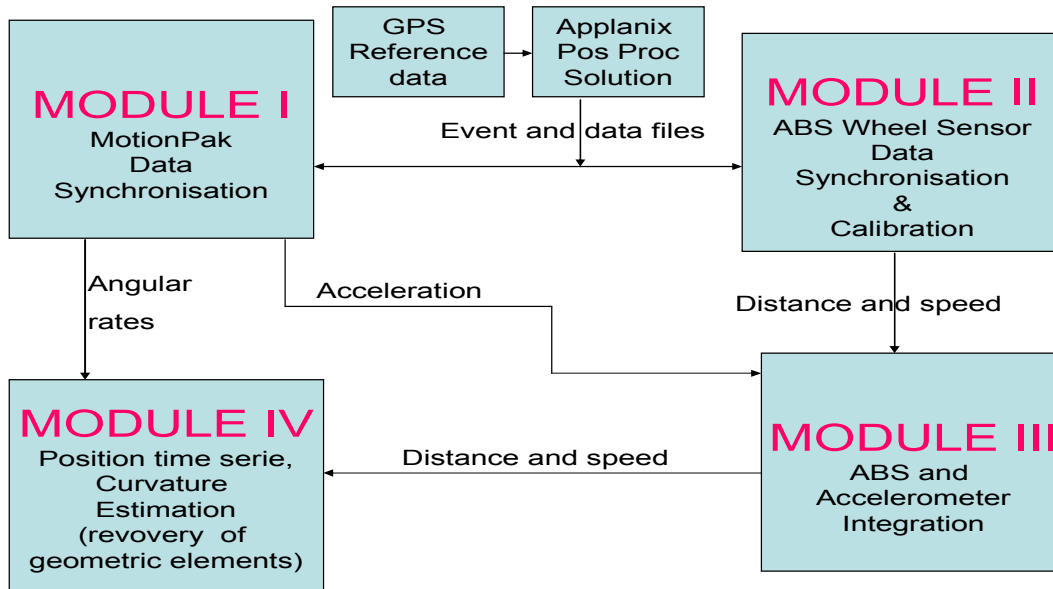 GPS
Reference
data
Applanix
Pos Proc
Solution
MODULE I
MotionPak
Data
Synchronisation
Event and data files
MODULE II
ABS Wheel Sensor
Data
Synchronisation
&
Calibration
Angular
rates
Acceleration
Distance and speed
MODULE IV
Position time serie,
Curvature
Estimation
(revovery of
geometric elements)
Distance and speed
MODULE III
ABS and
Accelerometer
Integration